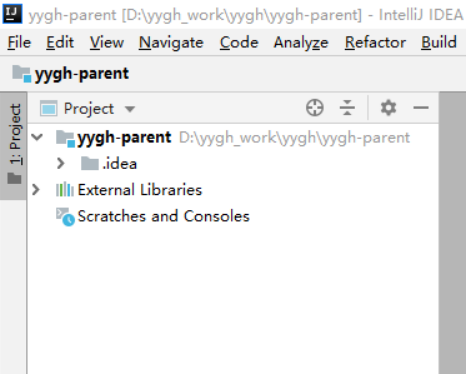 IJ yygh-parent [D:\yygh_work\yygh\yygh-parent] - IntelliJ IDEA
File Edit View Navigate Code Analyze Refactor Build
yygh-parent
1: Project
Project
yygh-parent D:\yygh_work\yygh\yygh-parent
.idea
External Libraries
Scratches and Consoles